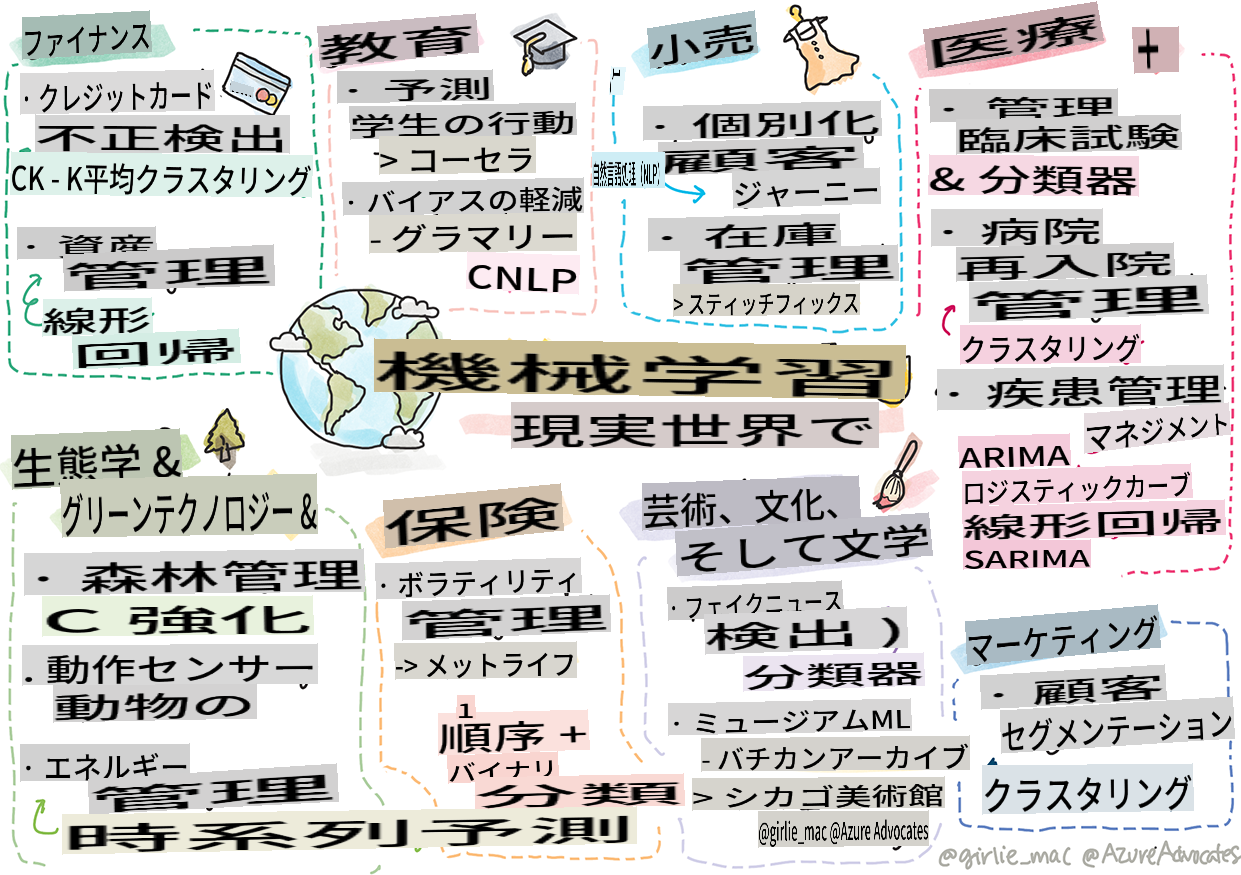 ファイナンス
・クレジットカード
不正検出
CK - K平均クラスタリング
・資産
管理
線形
回帰
教育
・予測
学生の行動
> コーセラ
・バイアスの軽減
- グラマリー
CNLP
小売
1
・個別化
顧客
自然言語処理（NLP）
ジャーニー
・在庫
管理
> スティッチフィックス
医療
+
・管理
臨床試験
& 分類器
・病院
再入院
管理
クラスタリング
・疾患管理
マネジメント
ARIMA
ロジスティックカーブ
線形回帰
SARIMA
機械学習
現実世界で
生態学 &
グリーンテクノロジー &
・森林管理
C 強化
. 動作センサー
動物の
・エネルギー
管理
時系列予測
保険
・ボラティリティ
管理
-> メットライフ
1
順序 +
バイナリ
分類
芸術、文化、
そして文学
・フェイクニュース
検出 )
分類器
・ミュージアムML
- バチカンアーカイブ
> シカゴ美術館
@girlie_mac @Azure Advocates
マーケティング
・顧客
セグメンテーション
クラスタリング
@girlie_mac @AzureAdvocates